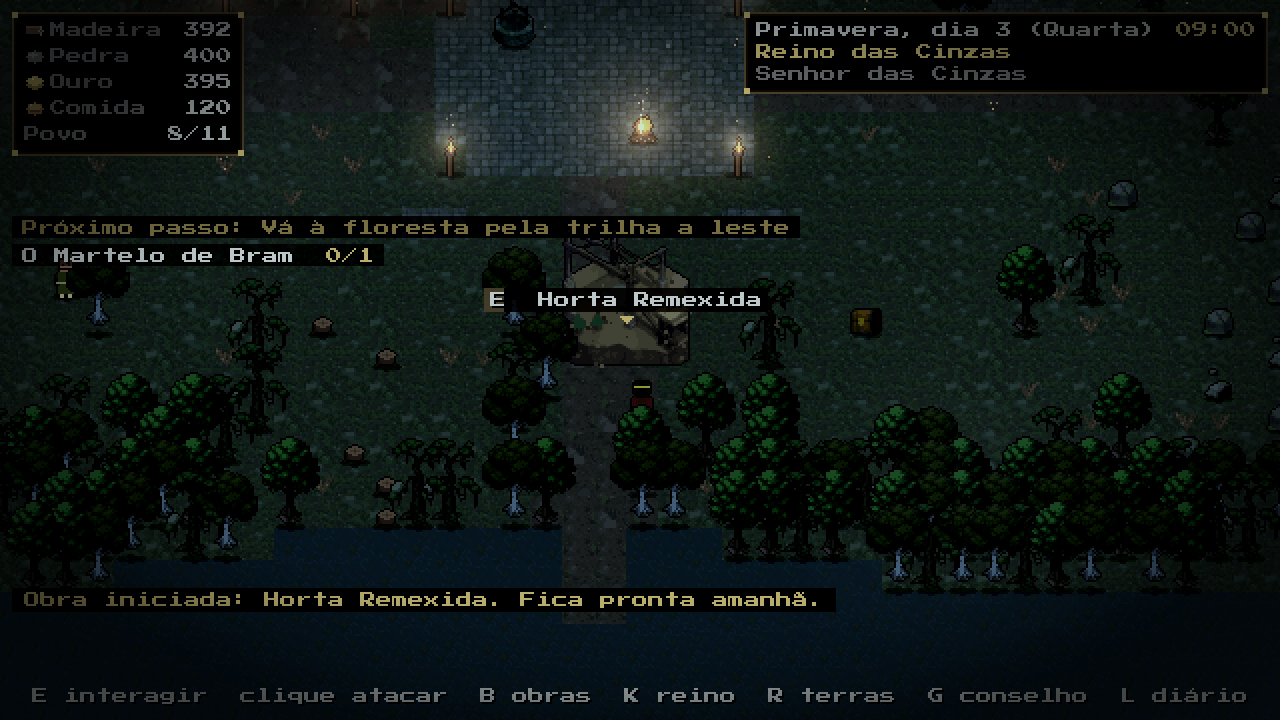 Madeira 392
Pedra 400
Ouro 395
Comida 120
Povo 8/11
Primavera, dia 3 (Quarta) 09:00
Reino das Cinzas
Senhor das Cinzas
Próximo passo: Vá à floresta pela trilha a leste
O Martelo de Bram 0/1
E Horta Remexida
Obra iniciada: Horta Remexida. Fica pronta amanhã.
E interagir clique atacar B obras K reino R terras G conselho L diário